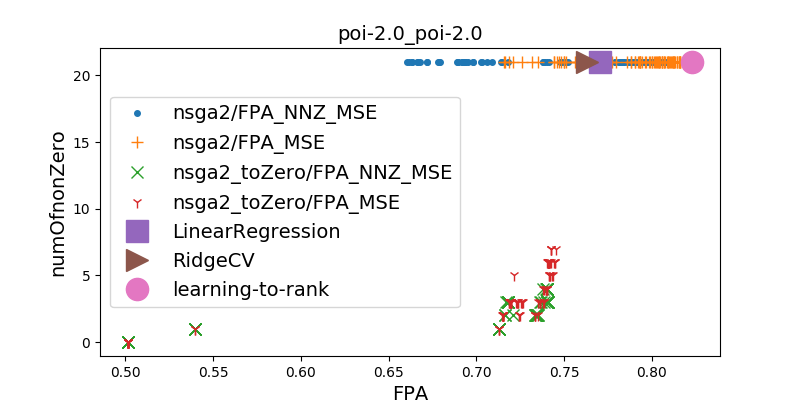 poi-2.0_poi-2.0
numOfnonZero
20
15
10
5
0
nsga2/FPA_NNZ_MSE
nsga2/FPA_MSE
nsga2_toZero/FPA_NNZ_MSE
nsga2_toZero/FPA_MSE
LinearRegression
RidgeCV
learning-to-rank
0.50 0.55 0.60 0.65 0.70 0.75 0.80
FPA